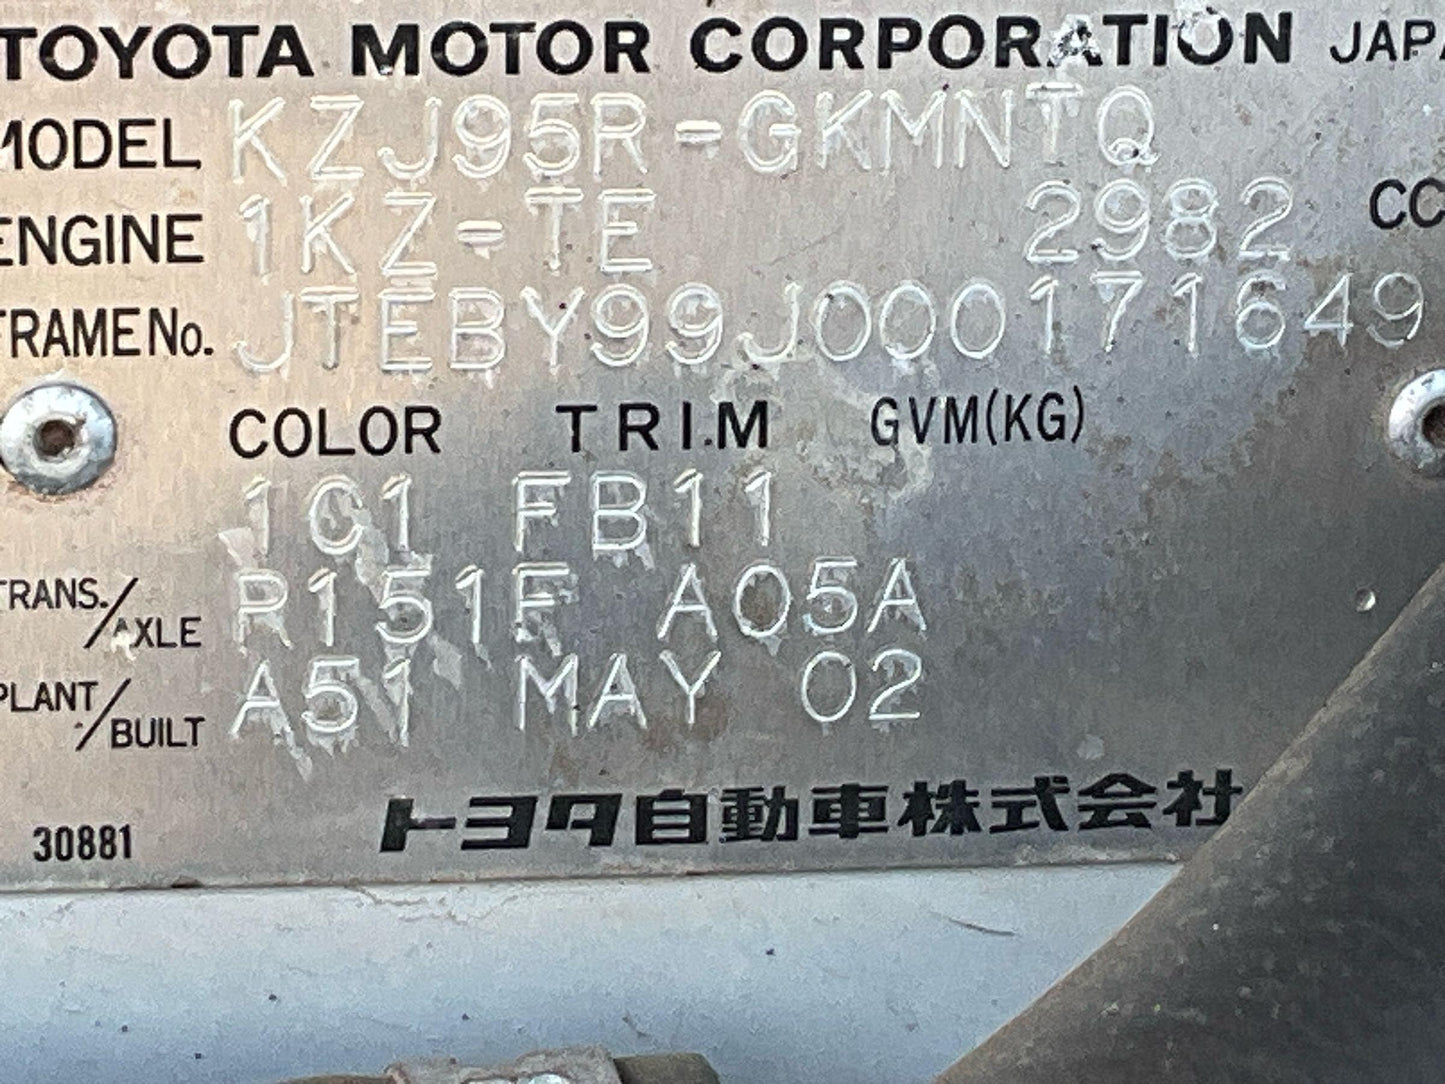 TOYOTA MOTOR CORPORATION JAPA
MODEL KZJ95R-GKMNTQ
ENGINE 1KZ-TE 2982 CC
FRAME No. JTEBY99J000171649
COLOR TRIM GVM(KG)
1C1 FB11
TRANS./AXLE R151F A05A
PLANT/BUILT A51 MAY 02
30881 トヨタ自動車株式会社